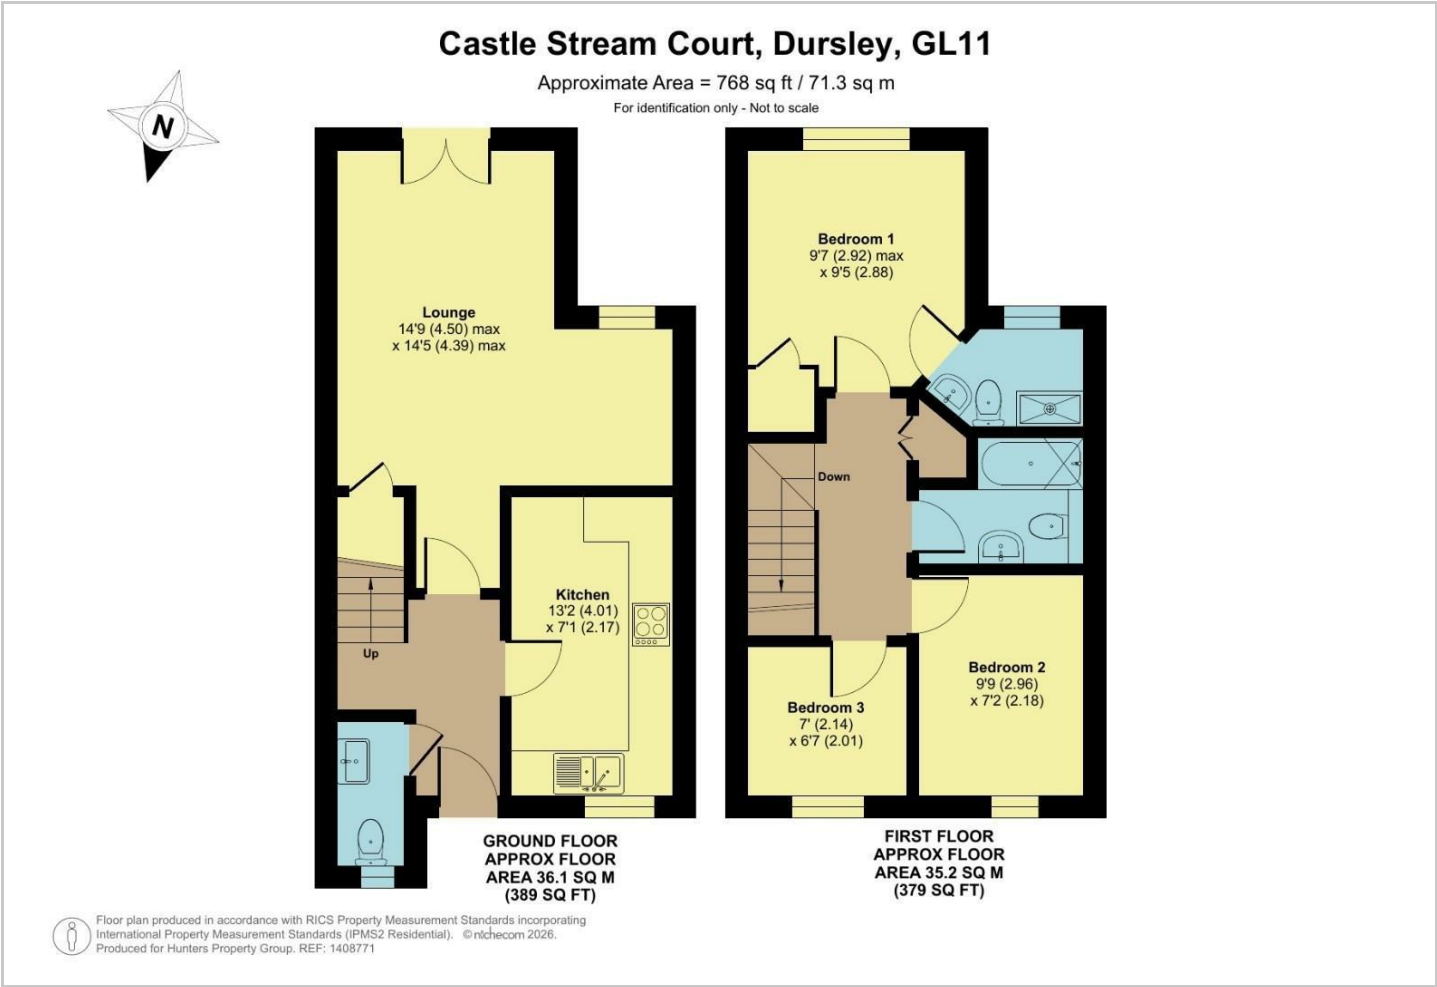 Castle Stream Court, Dursley, GL11
Approximate Area = 768 sq ft / 71.3 sq m
For identification only - Not to scale
N
Lounge
14'9 (4.50) max
x 14'5 (4.39) max
Kitchen
13'2 (4.01)
x 7'1 (2.17)
Up
GROUND FLOOR
APPROX FLOOR
AREA 36.1 SQ M
(389 SQ FT)
Bedroom 1
9'7 (2.92) max
x 9'5 (2.88)
Down
Bedroom 2
9'9 (2.96)
x 7'2 (2.18)
Bedroom 3
7' (2.14)
x 6'7 (2.01)
FIRST FLOOR
APPROX FLOOR
AREA 35.2 SQ M
(379 SQ FT)
Floor plan produced in accordance with RICS Property Measurement Standards incorporating
International Property Measurement Standards (IPMS2 Residential). © nichecom 2026.
Produced for Hunters Property Group. REF: 1408771